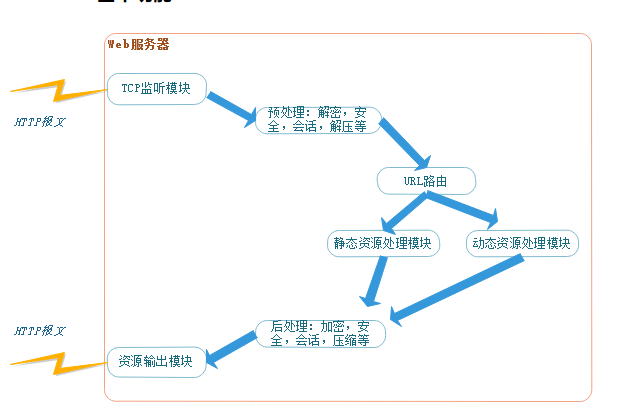 Web服务器
TCP监听模块
HTTP报文
预处理：解密，安
全，会话，解压等
URL路由
静态资源处理模块
动态资源处理模块
HTTP报文
后处理：加密，安
全，会话，压缩等
资源输出模块